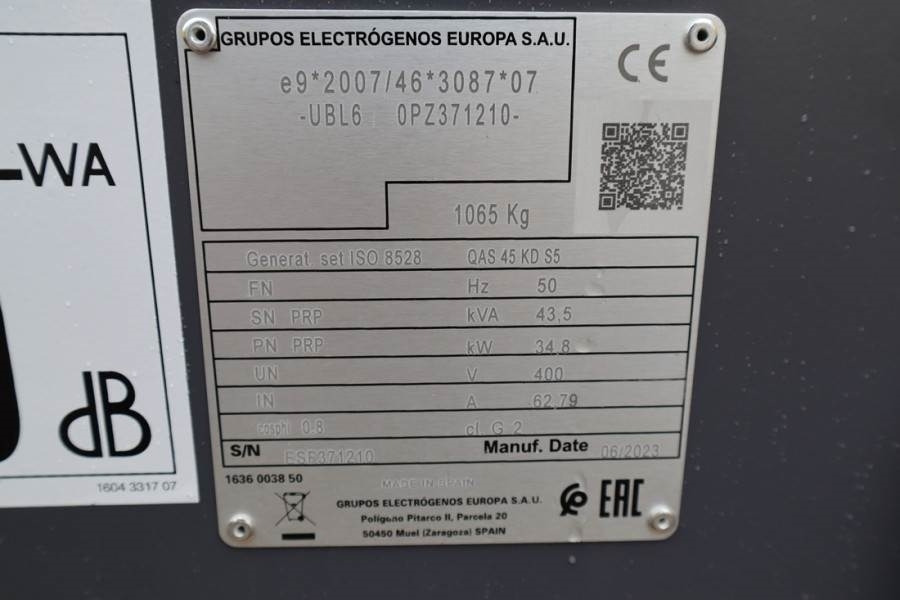 WA
dB
1604 3317 07
GRUPOS ELECTRÓGENOS EUROPA S.A.U.
e9*2007/46*3087*07
-UBL6 0PZ371210-
CE
1065 Kg
Generat. set ISO 8528 QAS 45 KD S5
FN Hz 50
SN PRP kVA 43,5
PN PRP kW 34,8
UN V 400
IN A 62,79
cosphi 0.8 cl. G 2
S/N ESF371210 Manuf. Date 06/2023
1636 0038 50
MADE IN SPAIN
GRUPOS ELECTRÓGENOS EUROPA S.A.U.
Polígono Pitarco II, Parcela 20
50450 Muel (Zaragoza) SPAIN
EAC